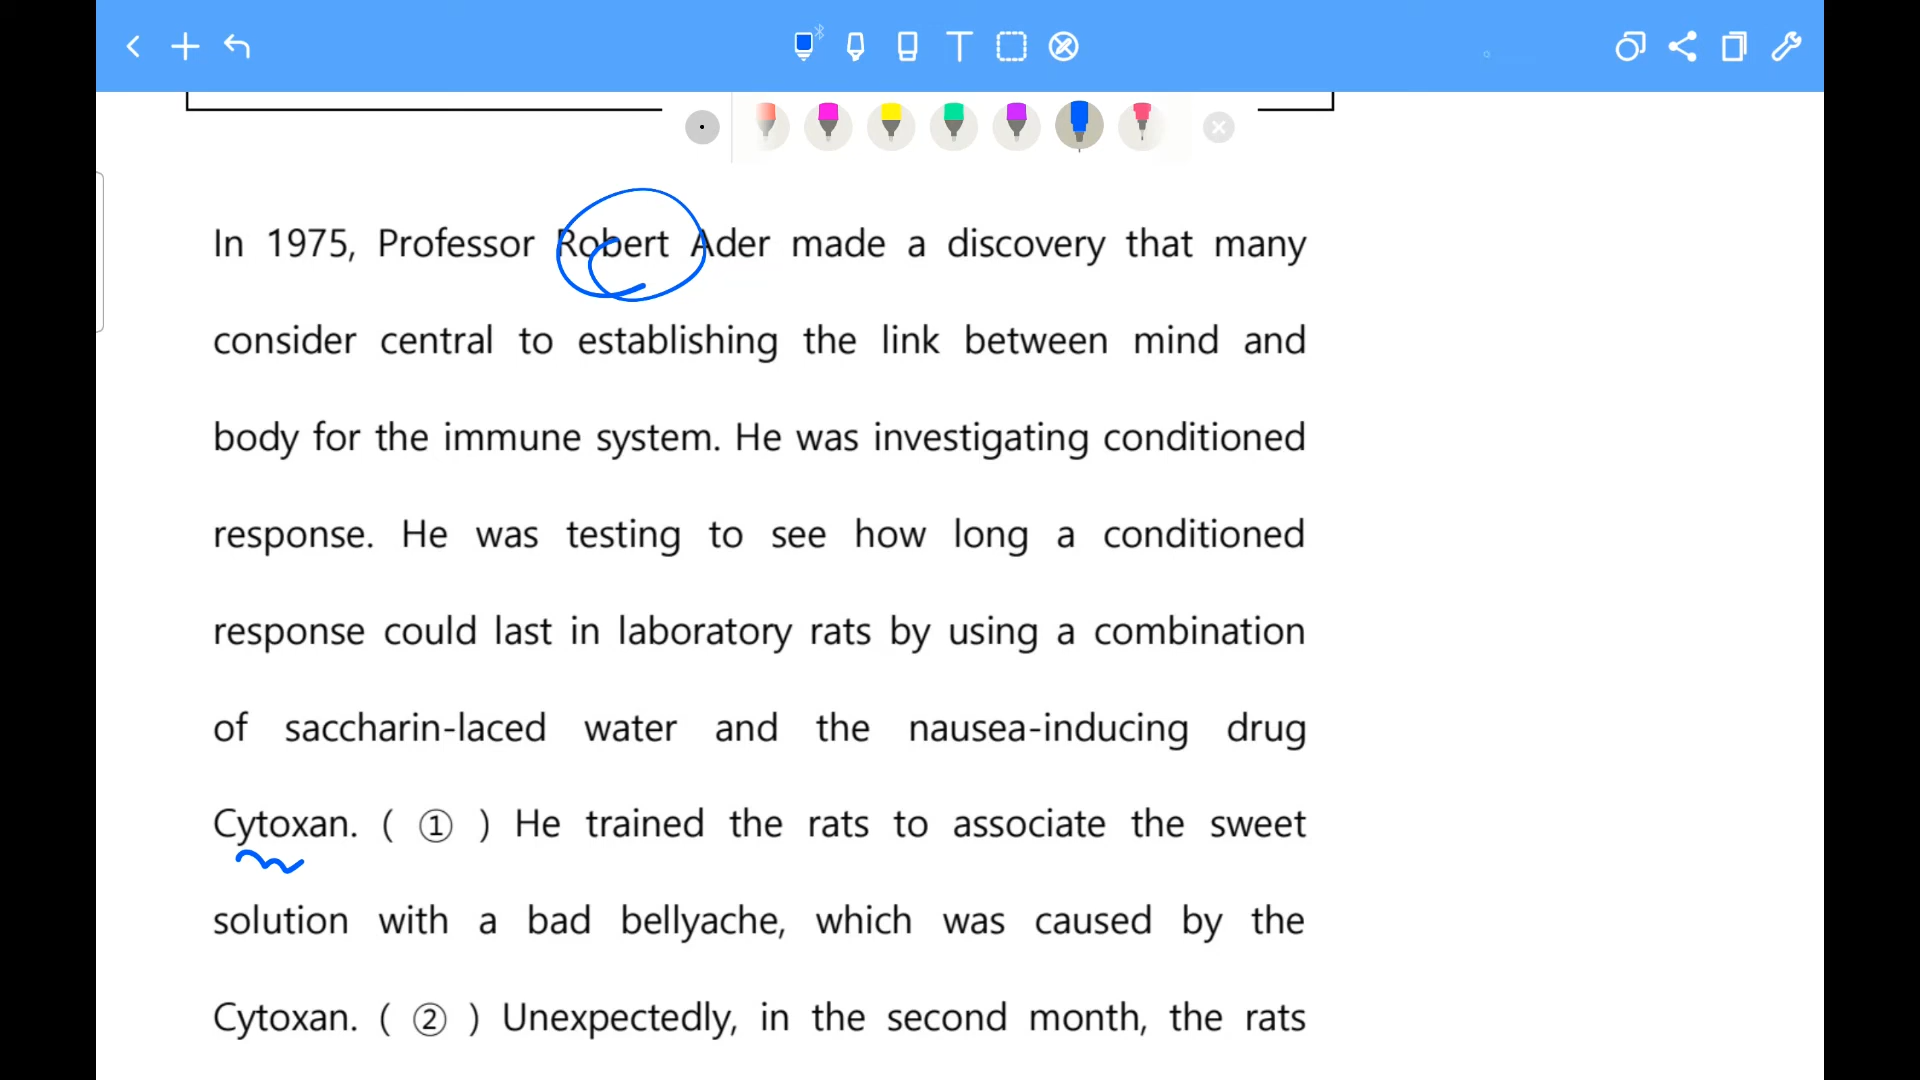 In 1975, Professor Robert Ader made a discovery that many
consider central to establishing the link between mind and
body for the immune system. He was investigating conditioned
response. He was testing to see how long a conditioned
response could last in laboratory rats by using a combination
of saccharin-laced water and the nausea-inducing drug
Cytoxan. ( ① ) He trained the rats to associate the sweet
solution with a bad bellyache, which was caused by the
Cytoxan. ( ② ) Unexpectedly, in the second month, the rats